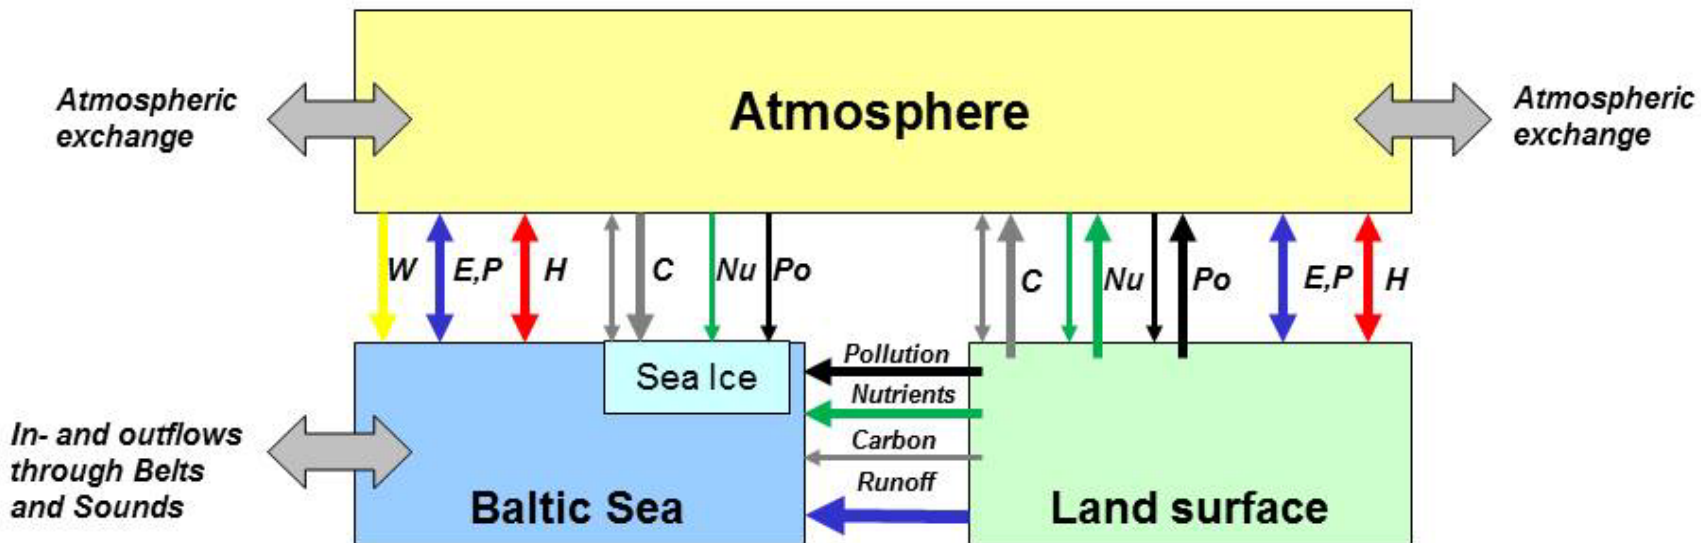 Atmospheric
exchange
Atmosphere
Atmospheric
exchange
W
E,P
H
C
Nu
Po
C
Nu
Po
E,P
H
Sea Ice
Pollution
Nutrients
Carbon
Runoff
In- and outflows
through Belts
and Sounds
Baltic Sea
Land surface